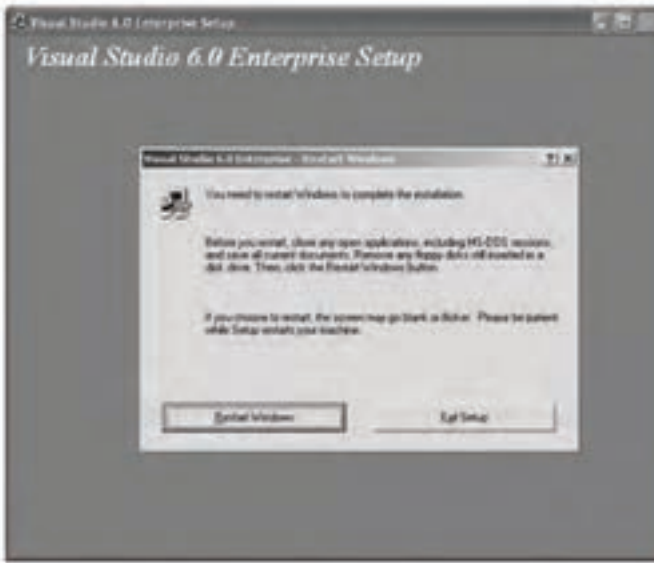 Visual Studio 6.0 Enterprise Setup
Visual Studio 6.0 Enterprise Setup
Visual Studio 6.0 Enterprise - Restart Windows
You need to restart Windows to complete the installation.
Before you restart, close any open applications, including MS-DOS sessions,
and save all current documents. Remove any floppy disks still inserted in a
disk drive. Then, click the Restart Windows button.
If you choose to restart, the screen may go blank or flicker. Please be patient
while Setup restarts your machine.
Restart Windows
Exit Setup